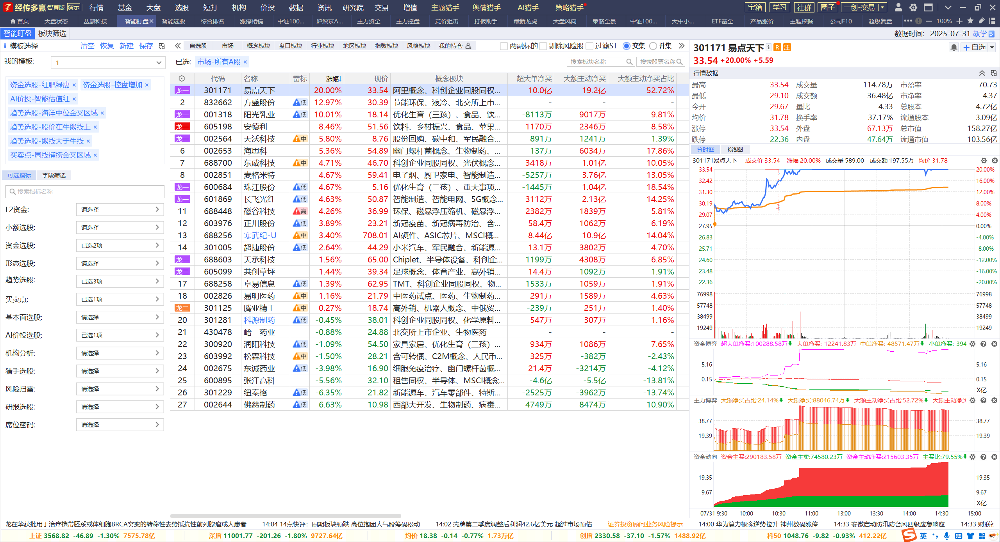 经传多赢 智尊版 演示 行情 基金 大盘 选股 短打 机构 价投 数据 资讯 研究院 交易 增值 主题猎手 舆情猎手 AI猎手 策略猎手 宝箱 学习 社群 圈子 一创-交易
首页 大盘状态 丛麟科技 智能盯盘 智能选股 综合排名 涨停棱镜 中证100... 沪深京A... 主力资金 主力控盘 竞价狙击 打板助手 最新龙虎 大盘风向 策略全景 中证100... 大中小... ETF基金 产品涨价 主题挖掘 公司F10 超级复盘 100%
智能盯盘 板块筛选 数据时间: 2025-07-31 教学
模板选择 清空 恢复 新建 保存
我的模板: 1
资金选股-红肥绿瘦 × 资金选股-控盘增加 ×
AI价投-智能估值红 ×
趋势选股-海洋中位金叉区域 ×
趋势选股-股价在牛熊线上 ×
趋势选股-熊线大于牛线 ×
买卖点-周线捕捞金叉区域 ×
可选指标 字段筛选
搜索指标名称
L2资金: 请选择
小额选股: 请选择
资金选股: 已选2项
形态选股: 请选择
趋势选股: 已选3项
买卖点: 已选1项
基本面选股: 请选择
AI价投选股: 已选1项
机构分析: 请选择
猎手选股: 请选择
风险扫雷: 请选择
研报选股: 请选择
席位密码: 请选择
自选股 市场 概念板块 盘口板块 行业板块 地区板块 指数板块 风格板块 我的持仓 两融标的 剔除风险股 过滤ST 交集 并集
已选: 市场-所有A股 × 搜索板块名称 搜索股票名称
代码 名称 雷标 涨幅↓ 现价 概念板块 超大单净买 大额主动净买 大额主动净买占比
龙一 301171 易点天下 20.00% 33.54 阿里概念、科创企业同股同权... 10.0亿 19.2亿 52.72%
2 832662 方盛股份 低 12.97% 30.39 节能环保、液冷、北交所上市... - - -
龙一 001318 阳光乳业 低 10.01% 18.14 优化生育（三孩）、食品、饮... -8113万 9017万 9.81%
龙一 605198 安德利 8.46% 51.56 饮料、乡村振兴、食品、苹果... 1170万 2346万 8.58%
龙一 002564 天沃科技 中 5.80% 8.76 股份回购、碳中和、军民融合... -891万 -1241万 -1.39%
6 002653 海思科 5.36% 54.89 幽门螺杆菌概念、生物制药、... -137万 6034万 17.86%
7 688700 东威科技 中 4.71% 46.70 科创企业同股同权、光伏概念... 3418万 1.01亿 10.05%
8 002851 麦格米特 4.67% 59.41 电子烟、厨卫家电、智能制造... -5257万 3.76亿 13.05%
龙一 600684 珠江股份 低 4.67% 5.16 优化生育（三孩）、重大事项... -1445万 1.04亿 18.54%
龙一 601869 长飞光纤 低 4.63% 50.87 智能制造、智能电网、5G概念... 3112万 2.13亿 14.25%
11 688448 磁谷科技 高 4.26% 36.99 环保、磁悬浮压缩机、磁悬浮... 2382万 1839万 5.81%
12 603976 正川股份 低 3.89% 23.21 新冠疫苗、新冠病毒防治、含... 58.4万 1062万 6.19%
13 688256 寒武纪-U 中 3.40% 708.01 AI硬件、ASIC芯片、MSCI概... 8.44亿 10.9亿 14.04%
14 301005 超捷股份 低 2.64% 44.29 小米汽车、军民融合、新能源... 13.1万 3802万 4.70%
龙一 688603 天承科技 1.56% 65.00 Chiplet、半导体设备、科创企... -1199万 4308万 6.85%
龙二 605099 共创草坪 1.44% 39.34 足球概念、体育产业、高外销... 14.4万 -1092万 -1.91%
17 688258 卓易信息 低 1.39% 62.95 TMT、科创企业同股同权、物... -1533万 1059万 1.91%
18 002826 易明医药 中 1.16% 21.79 中医药试点、医药、生物制药... 291万 1589万 4.63%
龙二 301125 腾亚精工 中 0.27% 18.74 高外销、机器人概念、中俄贸... -239万 251万 1.40%
20 301281 科源制药 低 -0.45% 38.01 科创企业同股同权、化学原料... 547万 307万 1.16%
21 430478 峆一药业 -0.88% 24.88 北交所上市企业、生物医药 - - -
22 300920 润阳科技 低 -1.09% 54.50 家具家居、优化生育（三孩）... 934万 1086万 7.65%
23 603992 松霖科技 中 -1.50% 28.21 含可转债、C2M概念、人民币... 325万 -382万 -2.43%
24 002675 东诚药业 低 -3.98% 16.90 细胞免疫治疗、幽门螺杆菌概... 21.4万 -3214万 -4.12%
25 600895 张江高科 -5.56% 32.10 租售同权、半导体、MSCI概念... -4.6亿 -5.5亿 -13.81%
26 301229 纽泰格 低 -6.35% 21.82 新能源车、汽车零部件、特斯... -2525万 -3962万 -13.74%
27 002644 佛慈制药 低 -6.63% 10.98 西部大开发、生物制药、病毒... -4749万 -8474万 -10.90%
301171 易点天下 R 注 自选
33.54 +20.00% +5.59
行情数据
最高 33.54 成交量 114.78万 市盈率 70.73
最低 29.10 成交额 36.48亿 市净率 4.37
今开 29.67 量比 4.33 总股本 4.72亿
均价 31.78 换手率 37.17% 流通股本 3.09亿
涨停 33.54 外盘 67.13万 总市值 158.27亿
跌停 22.36 内盘 47.64万 流通市值 103.56亿
分时图 K线图
301171易点天下 成交价 33.54 涨幅 20.00% 成交量 589.00 成交额 197.55万 均价 31.78
33.54 20.00%
32.42 16.00%
31.30 12.00%
30.19 8.00%
29.07 4.00%
27.95 0.00%
26.83 -4.00%
25.71 -8.00%
24.60 -12.00%
23.48 -16.00%
22.36 -20.00%
76998 76998
57748 57748
38499 38499
19249 19249
资金博弈 超大单净买:100288.58万 大单净买:-12241.83万 中单净买:-48571.47万 小单净买:-394
5.16 5.16
0.15 0.15
X亿
主力博弈 大额净买占比:24.14% 大额净买:88046.74万 大额主动净买占比:52.72% 大额主动净买
38.77 38.77
19.39 19.39
资金动向 资金主买:290183.58万 资金主卖:74580.23万 资金主动净买:215603.35万 主买比:79.55%
19.35 19.35
9.67 9.67
X亿
07/31 9:30 10:00 10:30 11:00 13:00 13:30 14:00 14:30 15:00
龙在华获批用于治疗携带胚系或体细胞BRCA突变的转移性去势抵抗性前列腺癌成人患者 14:04 14点快评：周期板块领跌 高位抱团人气股筹码松动 14:02 壳牌第二季度调整后利润42.6亿美元 超过市场预估 证券投资顾问业务风险提示 14:00 华为算力概念逆势拉升 神州数码涨停 14:33 安徽启动防汛防台风四级应急响应 14:33 财联社
上证 3568.82 -46.89 -1.30% 7575.78亿 深指 11001.77 -201.26 -1.80% 9727.64亿 均价 18.38 -0.14 -0.77% 1.73万亿 创指 2330.58 -37.10 -1.57% 1488.92亿 科50 1048.76 -9.82 -0.93% 412.22亿 英